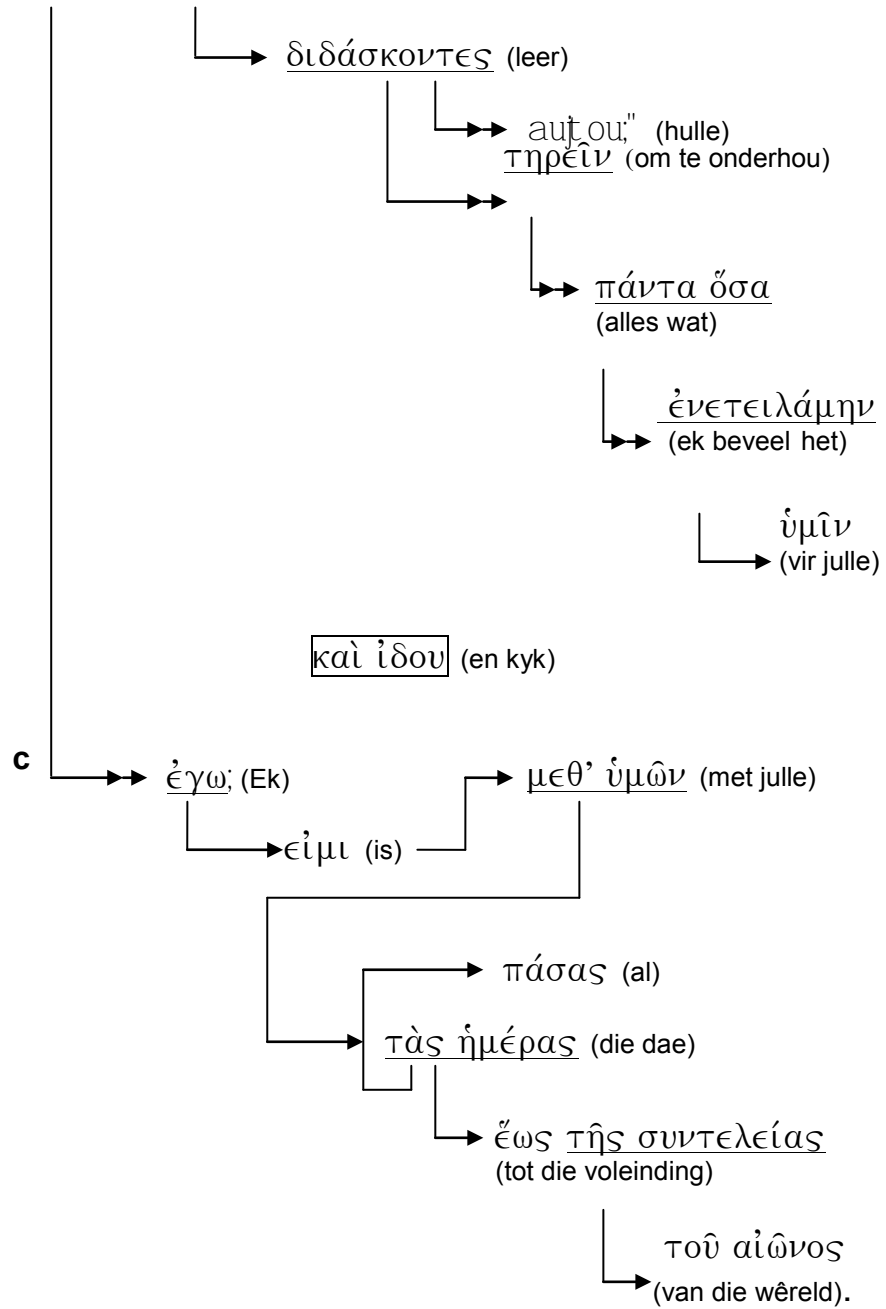 διδάσκοντες (leer)
aujtou;" (hulle)
τηρεῖν (om te onderhou)
πάντα ὅσα
(alles wat)
ἐνετειλάμην
(ek beveel het)
ὑμῖν
(vir julle)
καὶ ἰδου (en kyk)
c ἐγω; (Ek) μεθ’ ὑμῶν (met julle)
εἰμι (is)
πάσας (al)
τὰς ἡμέρας (die dae)
ἕως τῆς συντελείας
(tot die voleinding)
τοῦ αἰῶνος
(van die wêreld).